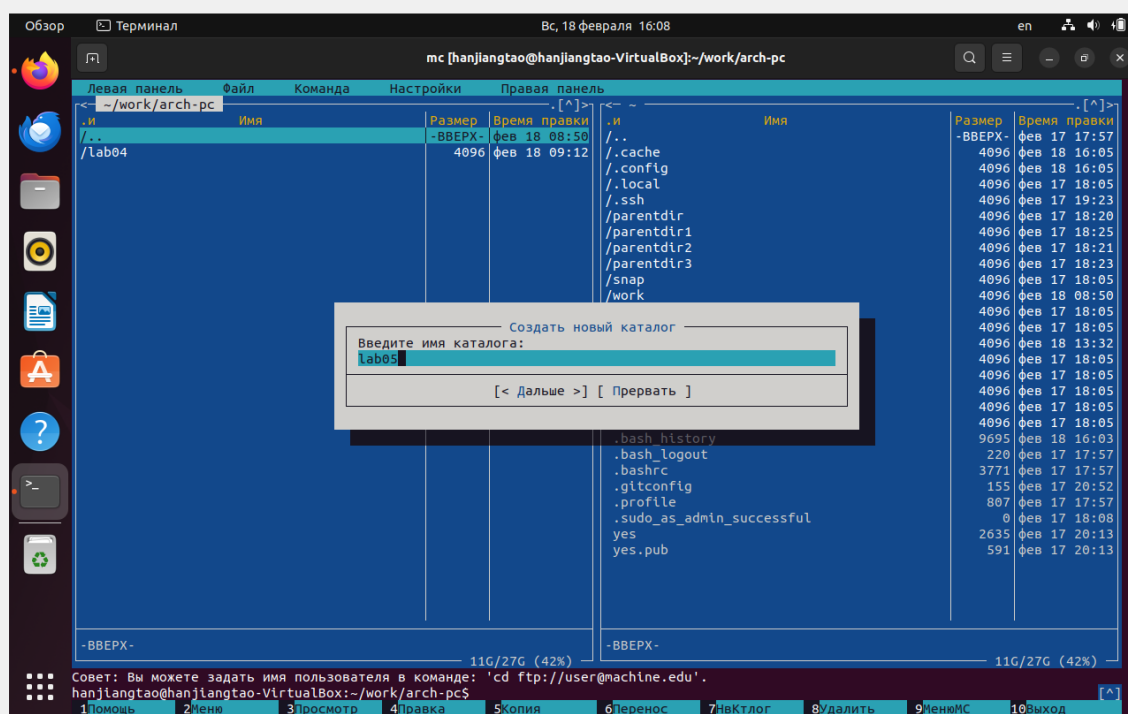 Обзор Терминал Вс, 18 февраля 16:08 en
mc [hanjiangtao@hanjiangtao-VirtualBox]:~/work/arch-pc
Левая панель Файл Команда Настройки Правая панель
<— ~/work/arch-pc .[^]>
.и Имя Размер Время правки
/.. -ВВЕРХ- фев 18 08:50
/lab04 4096 фев 18 09:12
<— ~ .[^]>
.и Имя Размер Время правки
/.. -ВВЕРХ- фев 17 17:57
/.cache 4096 фев 18 16:05
/.config 4096 фев 18 16:05
/.local 4096 фев 17 18:05
/.ssh 4096 фев 17 19:23
/parentdir 4096 фев 17 18:20
/parentdir1 4096 фев 17 18:25
/parentdir2 4096 фев 17 18:21
/parentdir3 4096 фев 17 18:23
/snap 4096 фев 17 18:05
/work 4096 фев 18 08:50
4096 фев 17 18:05
4096 фев 17 18:05
4096 фев 18 13:32
4096 фев 17 18:05
4096 фев 17 18:05
4096 фев 17 18:05
4096 фев 17 18:05
4096 фев 17 18:05
.bash_history 9695 фев 18 16:03
.bash_logout 220 фев 17 17:57
.bashrc 3771 фев 17 17:57
.gitconfig 155 фев 17 20:52
.profile 807 фев 17 17:57
.sudo_as_admin_successful 0 фев 17 18:08
yes 2635 фев 17 20:13
yes.pub 591 фев 17 20:13
Создать новый каталог
Введите имя каталога:
lab05
[< Дальше >] [ Прервать ]
-ВВЕРХ-
11G/27G (42%)
-ВВЕРХ-
11G/27G (42%)
Совет: Вы можете задать имя пользователя в команде: 'cd ftp://user@machine.edu'.
hanjiangtao@hanjiangtao-VirtualBox:~/work/arch-pc$ [^]
1Помощь 2Меню 3Просмотр 4Правка 5Копия 6Перенос 7НвКтлог 8Удалить 9МенюMC 10Выход